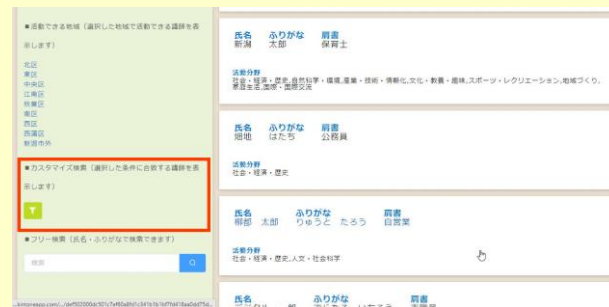 ■活動できる地域（選択した地域で活動できる講師を表
示します）
北区
東区
中央区
江南区
秋葉区
南区
西区
西蒲区
新潟市外
■カスタマイズ検索（選択した条件に合致する講師を表
示します）
■フリー検索（氏名・ふりがなで検索できます）
検索
氏名 ふりがな 肩書
新潟 太郎 保育士
活動分野
社会・経済・歴史,自然科学・環境,産業・技術・情報化,文化・教養・趣味,スポーツ・レクリエーション,地域づくり,
家庭生活,国際・国際交流
氏名 ふりがな 肩書
畑地 はたち 公務員
活動分野
社会・経済・歴史
氏名 ふりがな 肩書
柳都 太郎 りゅうと たろう 自営業
活動分野
社会・経済・歴史,人文・社会科学
氏名 ふりがな 肩書